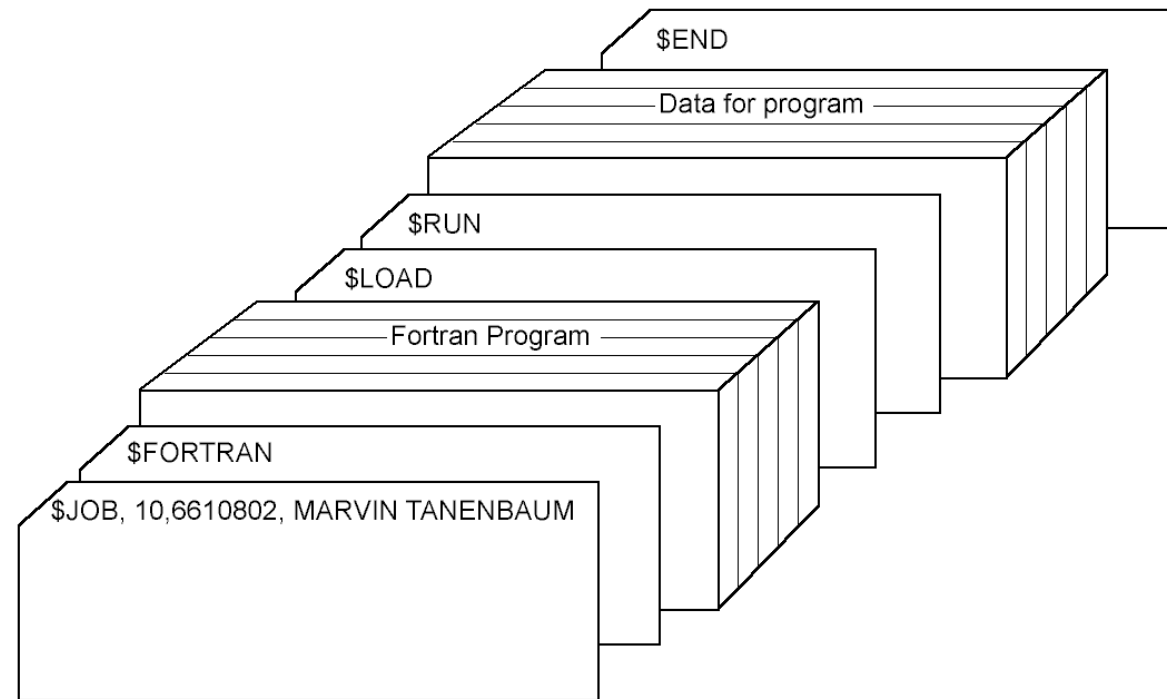 $END
Data for program
$RUN
$LOAD
Fortran Program
$FORTRAN
$JOB, 10,6610802, MARVIN TANENBAUM